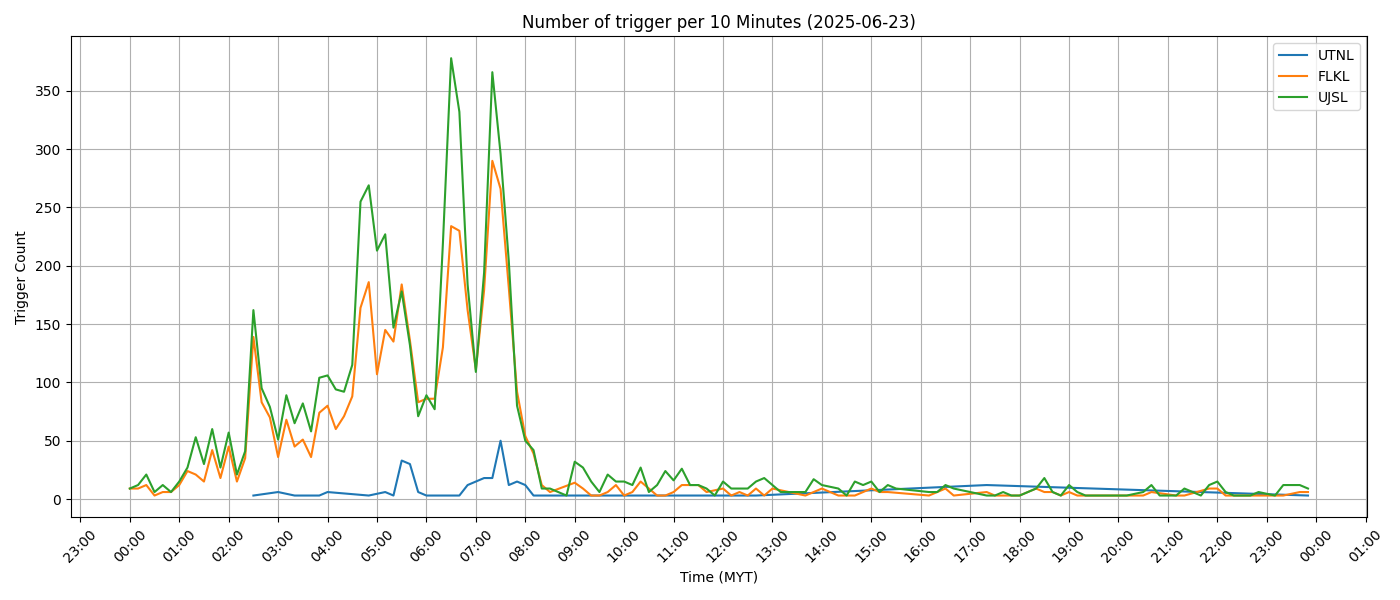 Number of trigger per 10 Minutes (2025-06-23)
UTNL
FLKL
UJSL
Trigger Count
350
300
250
200
150
100
50
0
23:00 00:00 01:00 02:00 03:00 04:00 05:00 06:00 07:00 08:00 09:00 10:00 11:00 12:00 13:00 14:00 15:00 16:00 17:00 18:00 19:00 20:00 21:00 22:00 23:00 00:00 01:00
Time (MYT)